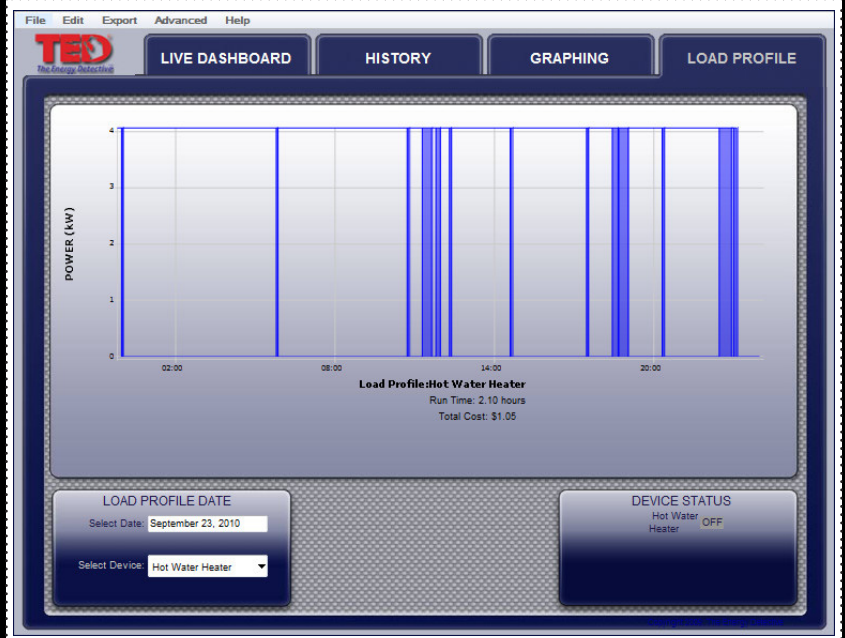 File Edit Export Advanced Help
TED
The Energy Detective
LIVE DASHBOARD
HISTORY
GRAPHING
LOAD PROFILE
POWER (kW)
4
3
2
1
0
02:00 08:00 14:00 20:00
Load Profile:Hot Water Heater
Run Time: 2.10 hours
Total Cost: $1.05
LOAD PROFILE DATE
Select Date: September 23, 2010
Select Device: Hot Water Heater
DEVICE STATUS
Hot Water
Heater
OFF